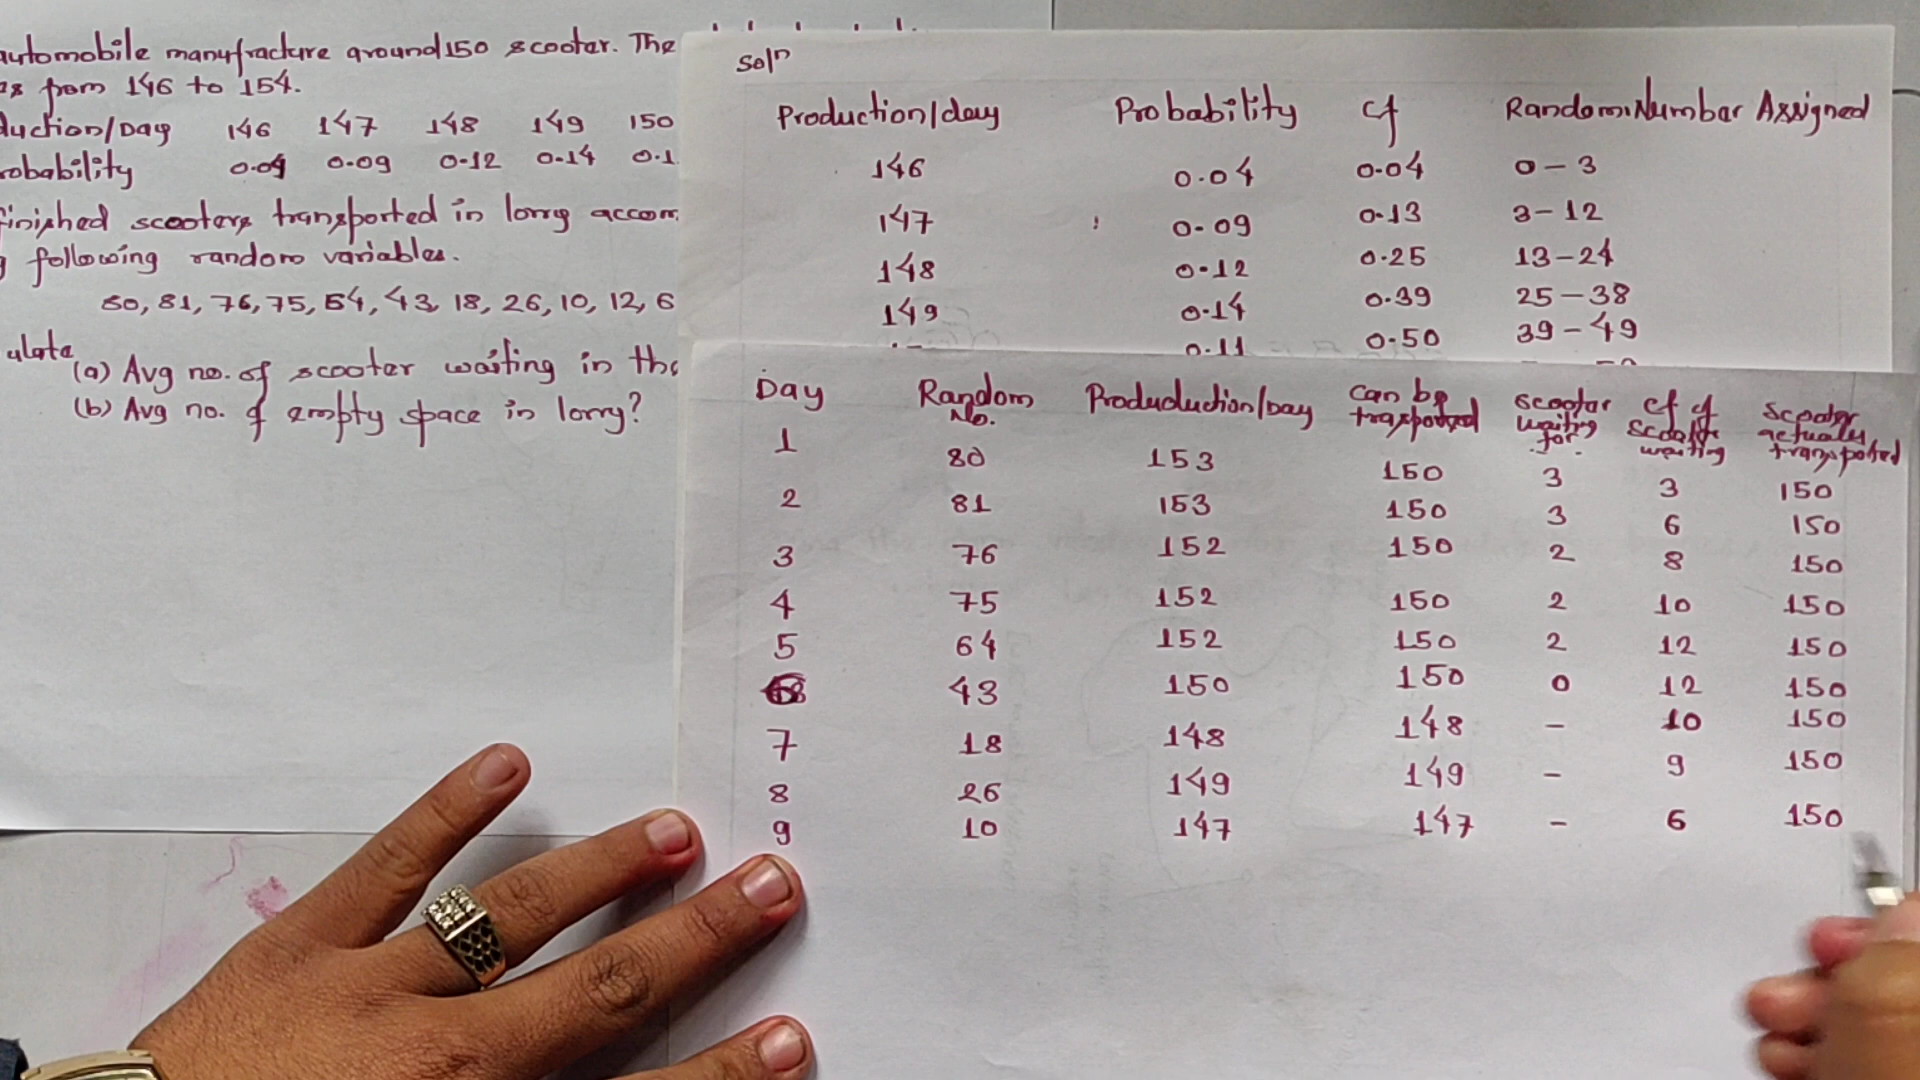 automobile manufracture around 150 scooter. The
from 146 to 154.
duction/Day 146 147 148 149 150
robability 0.04 0.09 0.12 0.14 0.1
finished scooters transported in lorry accom
following random variables.
80, 81, 76, 75, 64, 43, 18, 26, 10, 12, 6
ulate
(a) Avg no. of scooter waiting in the
(b) Avg no. of empty space in lorry?
Soln
Production/day Probability cf Random Number Assigned
146 0.04 0.04 0-3
147 0.09 0.13 3-12
148 0.12 0.25 13-24
149 0.14 0.39 25-38
0.11 0.50 39-49
Day Random No. Produduction/Day can be trasported scooter waiting for cf of scooter waiting scooter actualy transpoted
1 80 153 150 3 3 150
2 81 153 150 3 6 150
3 76 152 150 2 8 150
4 75 152 150 2 10 150
5 64 152 150 2 12 150
43 150 150 0 12 150
7 18 148 148 - 10 150
8 26 149 149 - 9 150
9 10 147 147 - 6 150